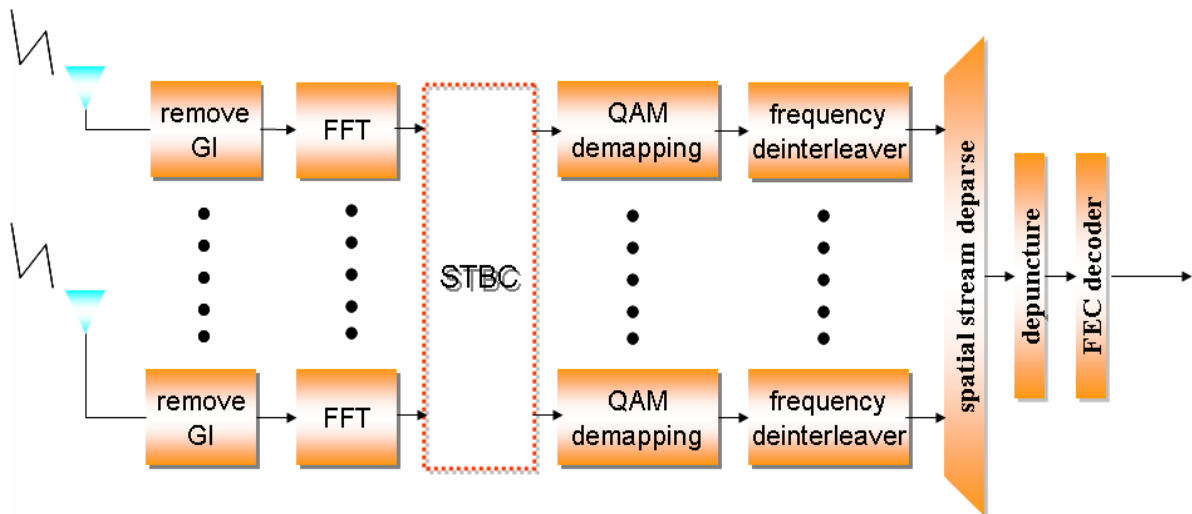 remove
GI
FFT
STBC
QAM
demapping
frequency
deinterleaver
remove
GI
FFT
QAM
demapping
frequency
deinterleaver
spatial stream deparse
depuncture
FEC decoder